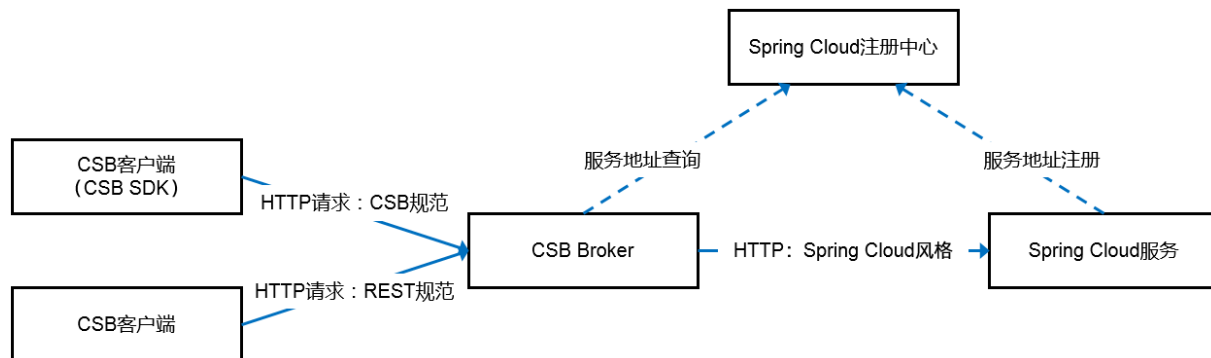 Spring Cloud注册中心
CSB客户端
(CSB SDK)
服务地址查询
服务地址注册
HTTP请求：CSB规范
CSB Broker
HTTP：Spring Cloud风格
Spring Cloud服务
HTTP请求：REST规范
CSB客户端